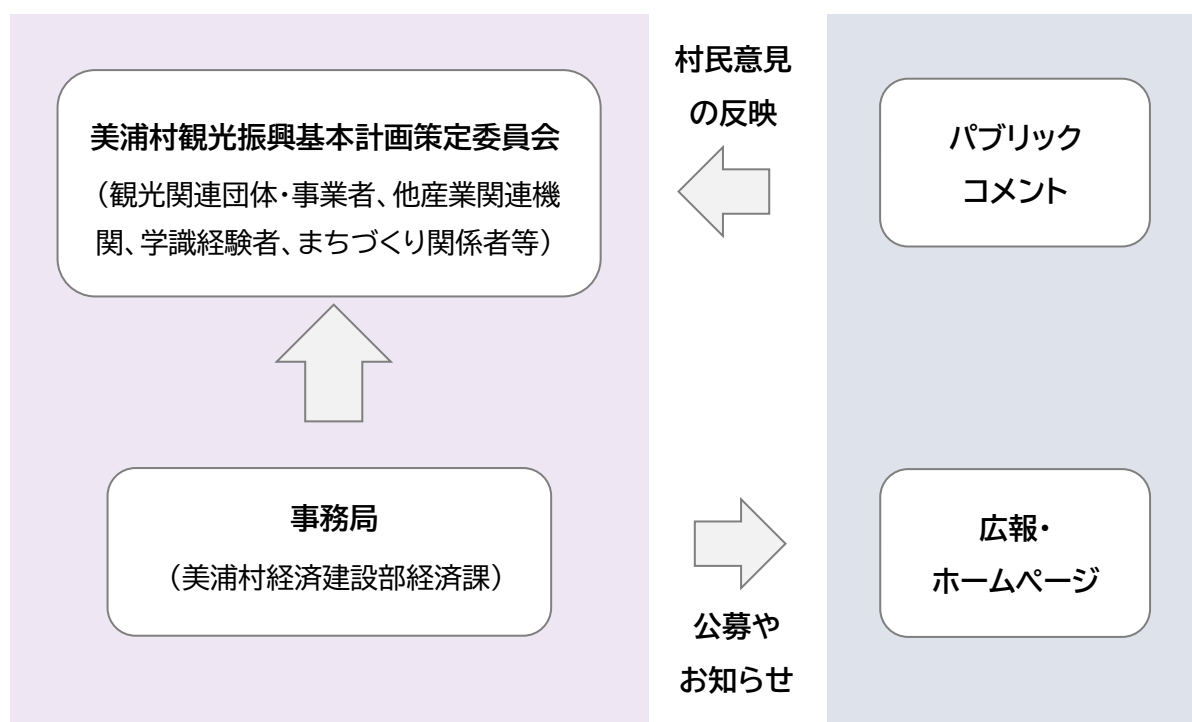 美浦村観光振興基本計画策定委員会
（観光関連団体・事業者、他産業関連機
関、学識経験者、まちづくり関係者等）
村民意見
の反映
パブリック
コメント
事務局
（美浦村経済建設部経済課）
公募や
お知らせ
広報・
ホームページ